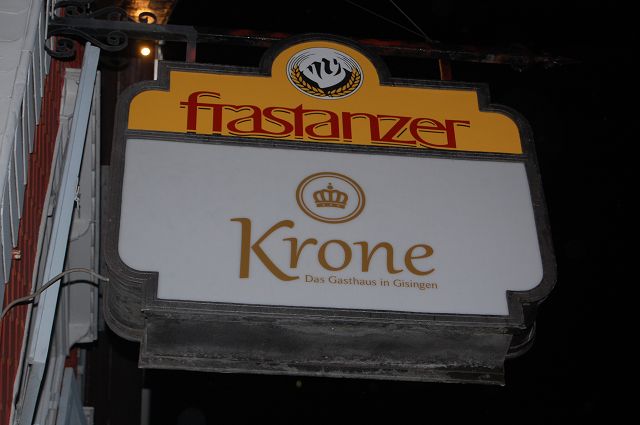 frastanzer
Krone
Das Gasthaus in Gisingen